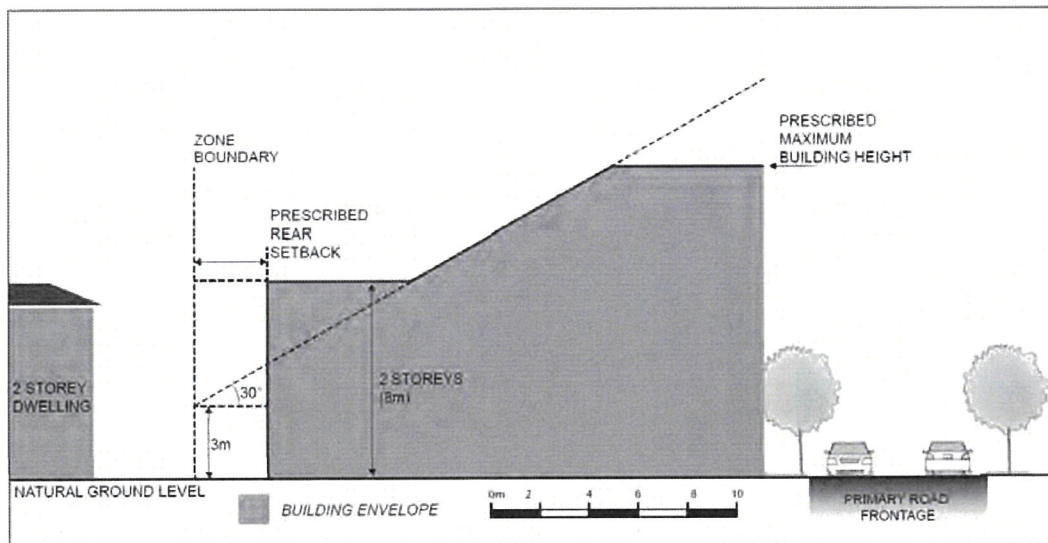 ZONE
BOUNDARY
PRESCRIBED
MAXIMUM
BUILDING HEIGHT
PRESCRIBED
REAR
SETBACK
2 STOREY
DWELLING
30°
2 STOREYS
(8m)
3m
NATURAL GROUND LEVEL
BUILDING ENVELOPE
0m 2 4 6 8 10
PRIMARY ROAD
FRONTAGE